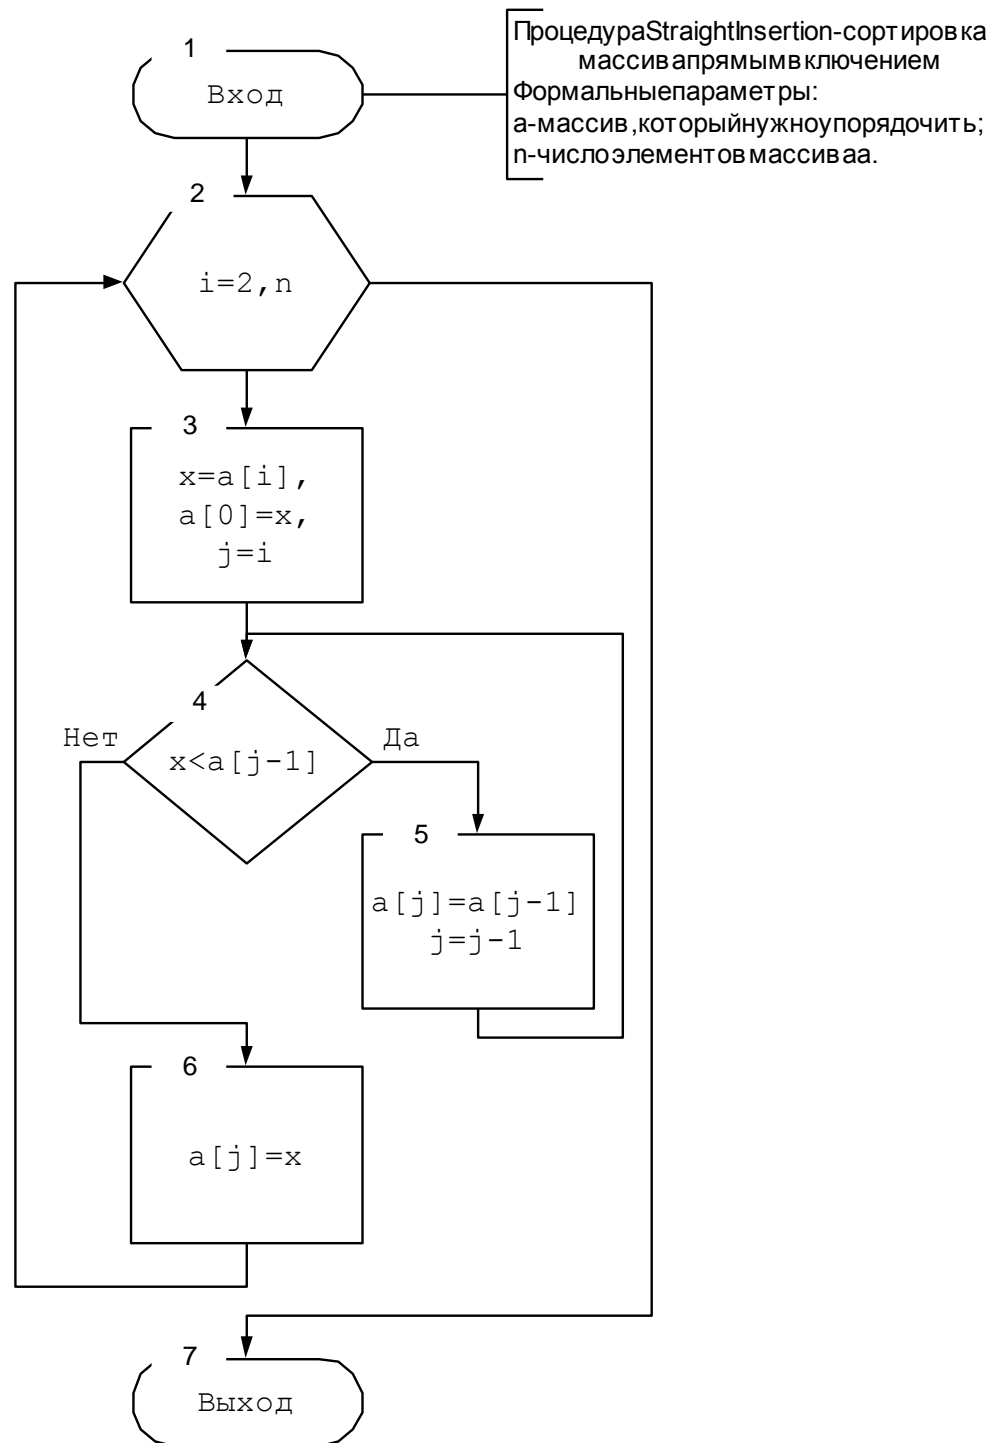 1
Вход
ПроцедураStraightInsertion-сортировка
массивапрямымвключением
Формальныепараметры:
a-массив,которыйнужноупорядочить;
n-числоэлементовмассиваa.
2
i=2,n
3
x=a[i],
a[0]=x,
j=i
4
Нет
Да
x<a[j-1]
5
a[j]=a[j-1]
j=j-1
6
a[j]=x
7
Выход